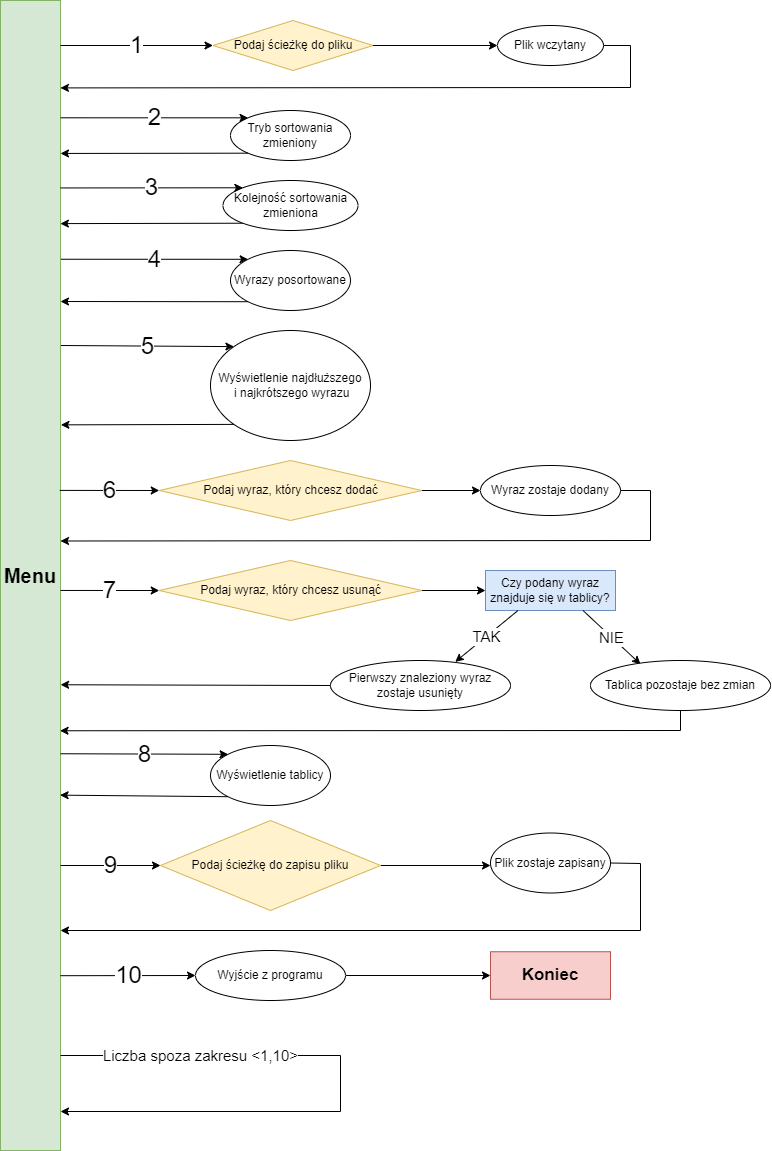 1
Podaj ścieżkę do pliku
Plik wczytany
2
Tryb sortowania
zmieniony
3
Kolejność sortowania
zmieniona
4
Wyrazy posortowane
5
Wyświetlenie najdłuższego
i najkrótszego wyrazu
6
Podaj wyraz, który chcesz dodać
Wyraz zostaje dodany
Menu
7
Podaj wyraz, który chcesz usunąć
Czy podany wyraz
znajduje się w tablicy?
TAK
NIE
Pierwszy znaleziony wyraz
zostaje usunięty
Tablica pozostaje bez zmian
8
Wyświetlenie tablicy
9
Podaj ścieżkę do zapisu pliku
Plik zostaje zapisany
10
Wyjście z programu
Koniec
Liczba spoza zakresu <1,10>